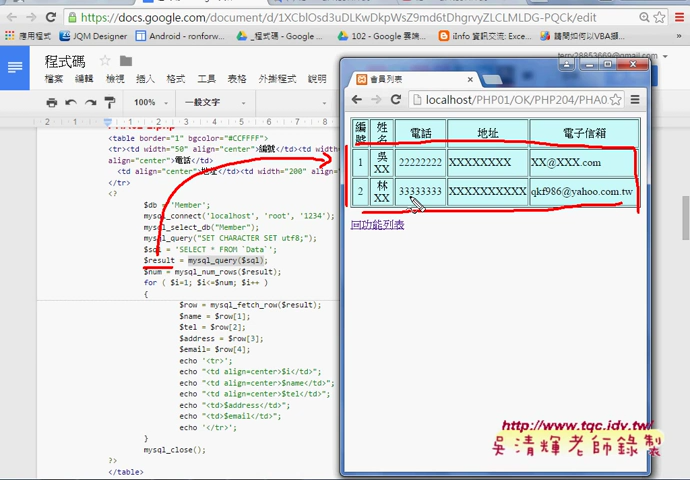 https://docs.google.com/document/d/1XCblOsd3uDLKwDkpWsZ9md6tDhgrvyZLCLMLDG-PQCk/edit
應用程式
JQM Designer
Android - ronforw...
_程式碼 - Google ...
102 - Google 雲端...
iInfo 資訊交流: Exce...
請問如何以VBA擷...
程式碼
檔案 編輯 檢視 插入 格式 工具 表格 外掛程式 說明
100%
一般文字
<table border="1" bgcolor="#CCFFFF">
<tr><td width="50" align="center">編號</td><td width="
align="center">電話</td>
<td width="200" align="center">地址</td><td width="200"
</tr>
<?
$db = 'Member';
mysql_connect('localhost', 'root', '1234');
mysql_select_db("Member");
mysql_query("SET CHARACTER SET utf8;");
$sql = 'SELECT * FROM `Data`';
$result = mysql_query($sql);
$num = mysql_num_rows($result);
for ( $i=1; $i<=$num; $i++ )
{
$row = mysql_fetch_row($result);
$name = $row[1];
$tel = $row[2];
$address = $row[3];
$email= $row[4];
echo '<tr>';
echo "<td align=center>$i</td>";
echo "<td align=center>$name</td>";
echo "<td align=center>$tel</td>";
echo "<td>$address</td>";
echo "<td>$email</td>";
echo '</tr>';
}
mysql_close();
?>
</table>
會員列表
localhost/PHP01/OK/PHP204/PHA0
編號 姓名 電話 地址 電子信箱
1 吳XX 22222222 XXXXXXXX XX@XXX.com
2 林XX 33333333 XXXXXXXXXXX qkf986@yahoo.com.tw
回功能列表
http://www.tqc.idv.tw/
吳清輝老師錄製